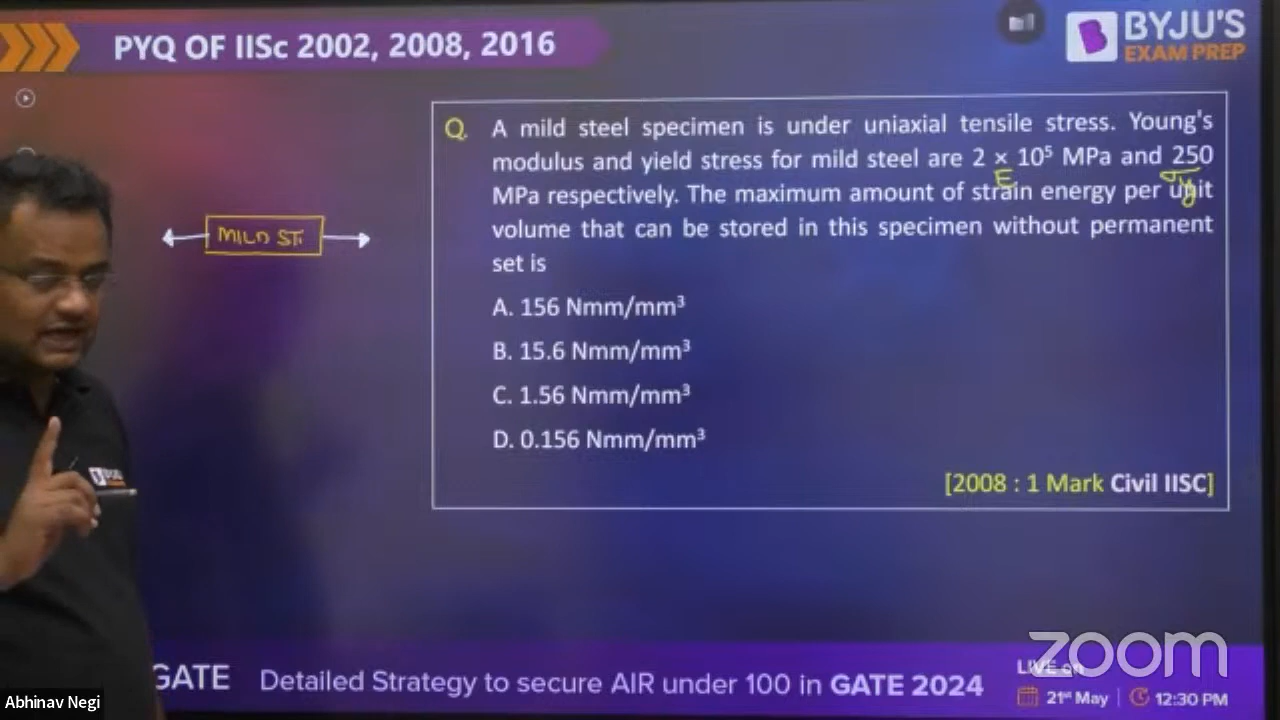 PYQ OF IISc 2002, 2008, 2016
BYJU'S
EXAM PREP
Q. A mild steel specimen is under uniaxial tensile stress. Young's
modulus and yield stress for mild steel are 2 × 10⁵ MPa and 250
E σy
MPa respectively. The maximum amount of strain energy per unit
volume that can be stored in this specimen without permanent
set is
MILD ST.
A. 156 Nmm/mm³
B. 15.6 Nmm/mm³
C. 1.56 Nmm/mm³
D. 0.156 Nmm/mm³
[2008 : 1 Mark Civil IISC]
zoom
GATE Detailed Strategy to secure AIR under 100 in GATE 2024
LIVE on
21st May | 12:30 PM
Abhinav Negi